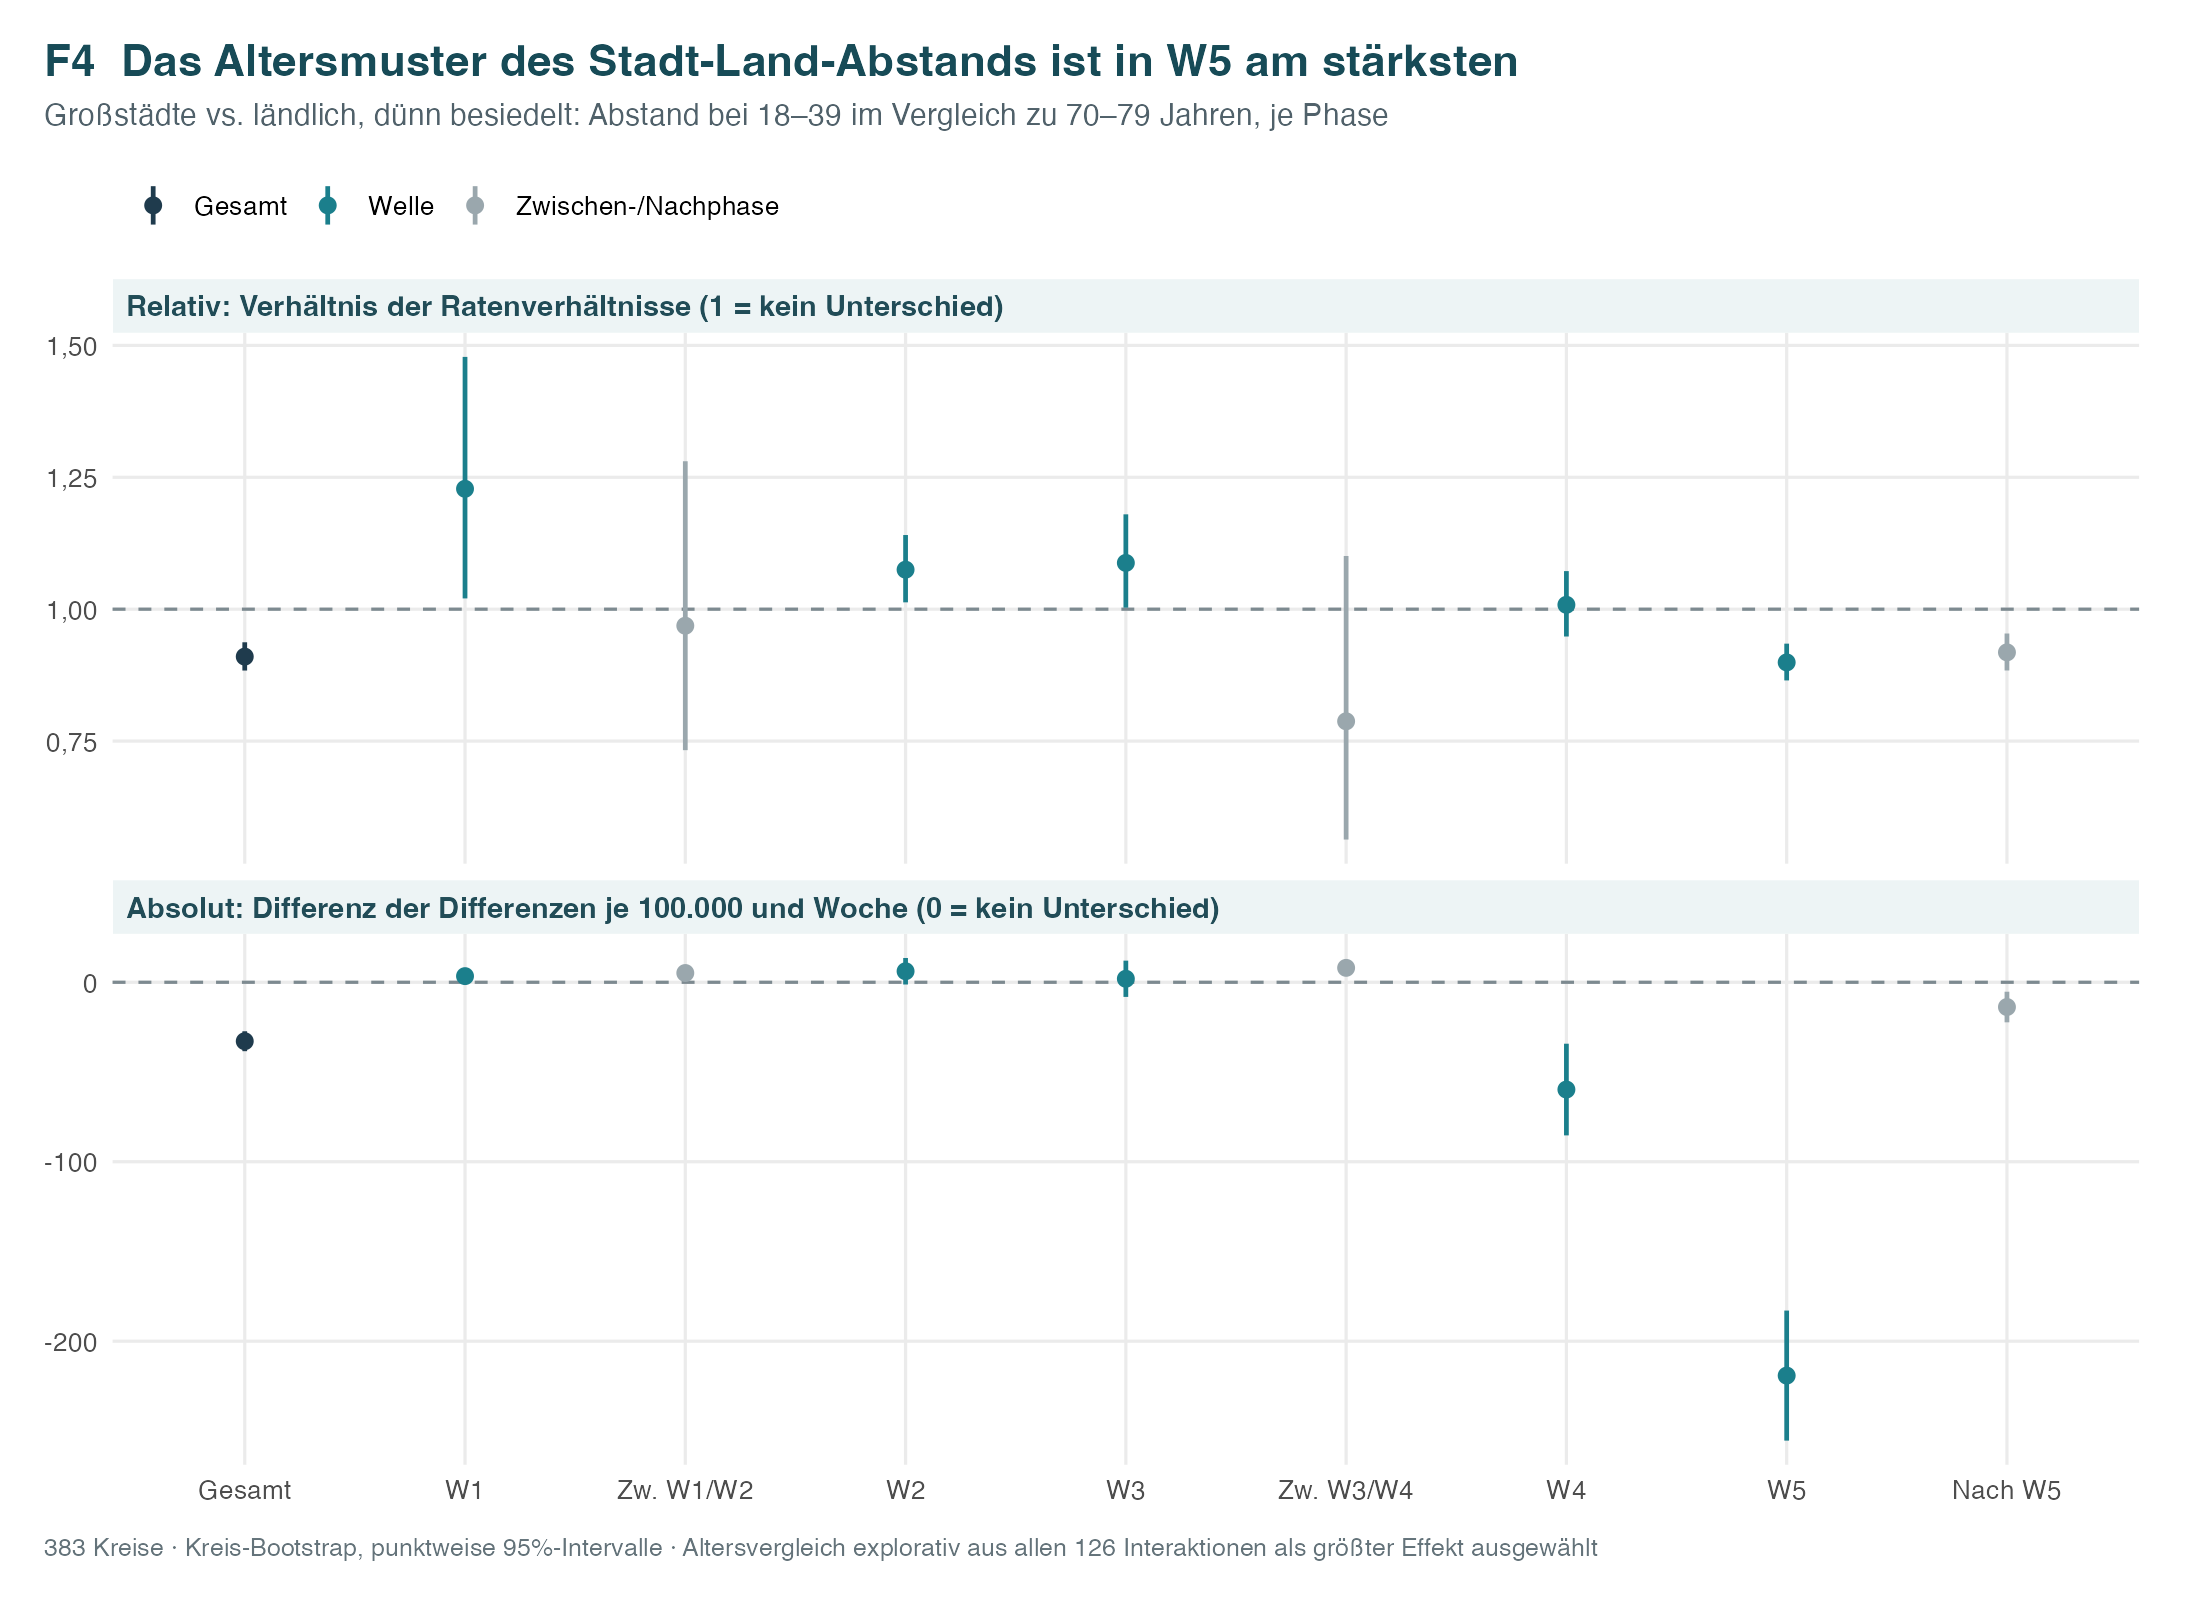 F4  Das Altersmuster des Stadt-Land-Abstands ist in W5 am stärksten
Großstädte vs. ländlich, dünn besiedelt: Abstand bei 18–39 im Vergleich zu 70–79 Jahren, je Phase
Gesamt Welle Zwischen-/Nachphase
Relativ: Verhältnis der Ratenverhältnisse (1 = kein Unterschied)
1,50
1,25
1,00
0,75
Absolut: Differenz der Differenzen je 100.000 und Woche (0 = kein Unterschied)
0
-100
-200
Gesamt W1 Zw. W1/W2 W2 W3 Zw. W3/W4 W4 W5 Nach W5
383 Kreise · Kreis-Bootstrap, punktweise 95%-Intervalle · Altersvergleich explorativ aus allen 126 Interaktionen als größter Effekt ausgewählt